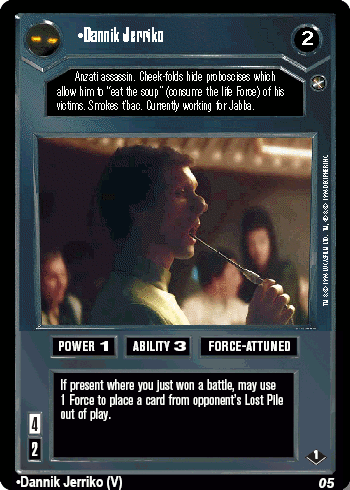 •Dannik Jerriko
2
Anzati assassin. Cheek-folds hide proboscises which
allow him to "eat the soup" (consume the life Force) of his
victims. Smokes t'bac. Currently working for Jabba.
POWER 1
ABILITY 3
FORCE-ATTUNED
If present where you just won a battle, may use
1 Force to place a card from opponent's Lost Pile
out of play.
4
2
1
•Dannik Jerriko (V)
05